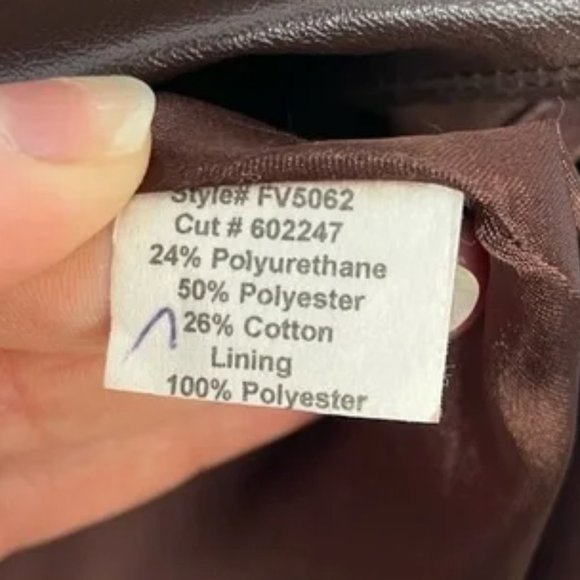 Style# FV5062
Cut # 602247
24% Polyurethane
50% Polyester
26% Cotton
Lining
100% Polyester